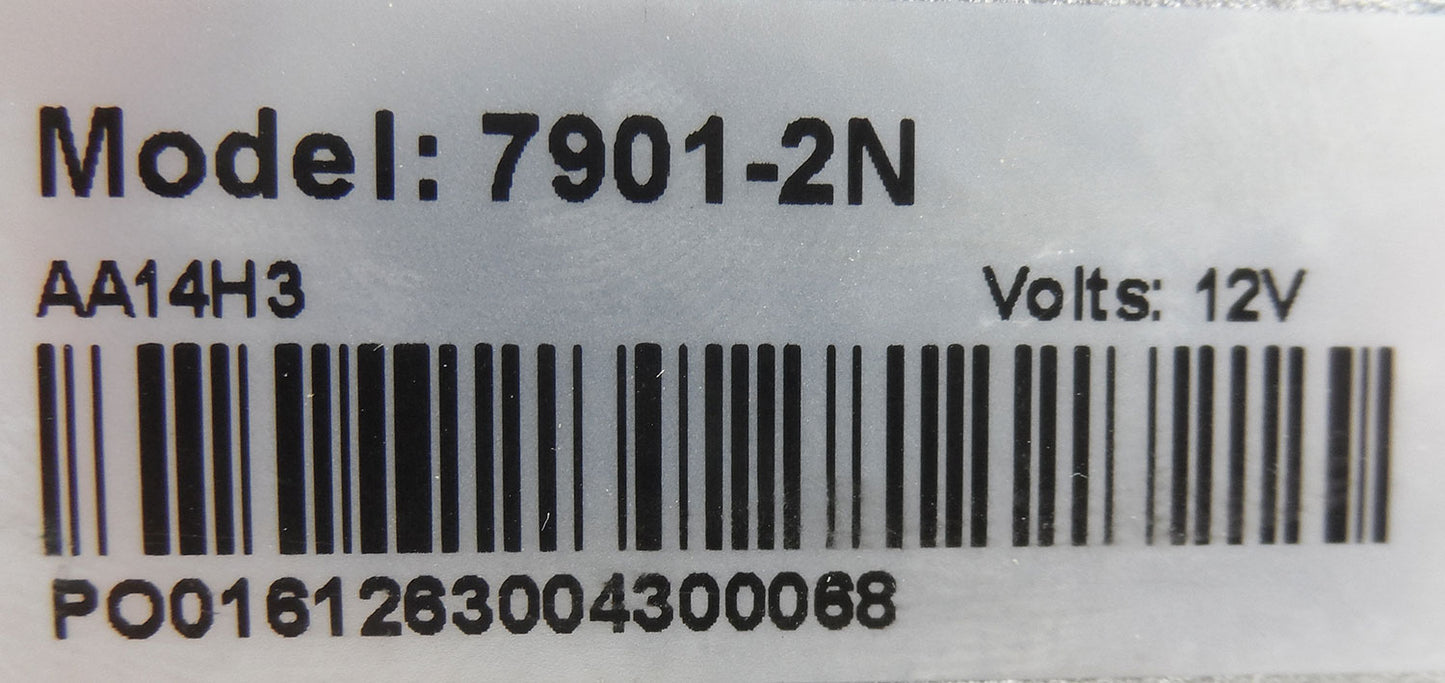 Model: 7901-2N
AA14H3 Volts: 12V
PO0161263004300068